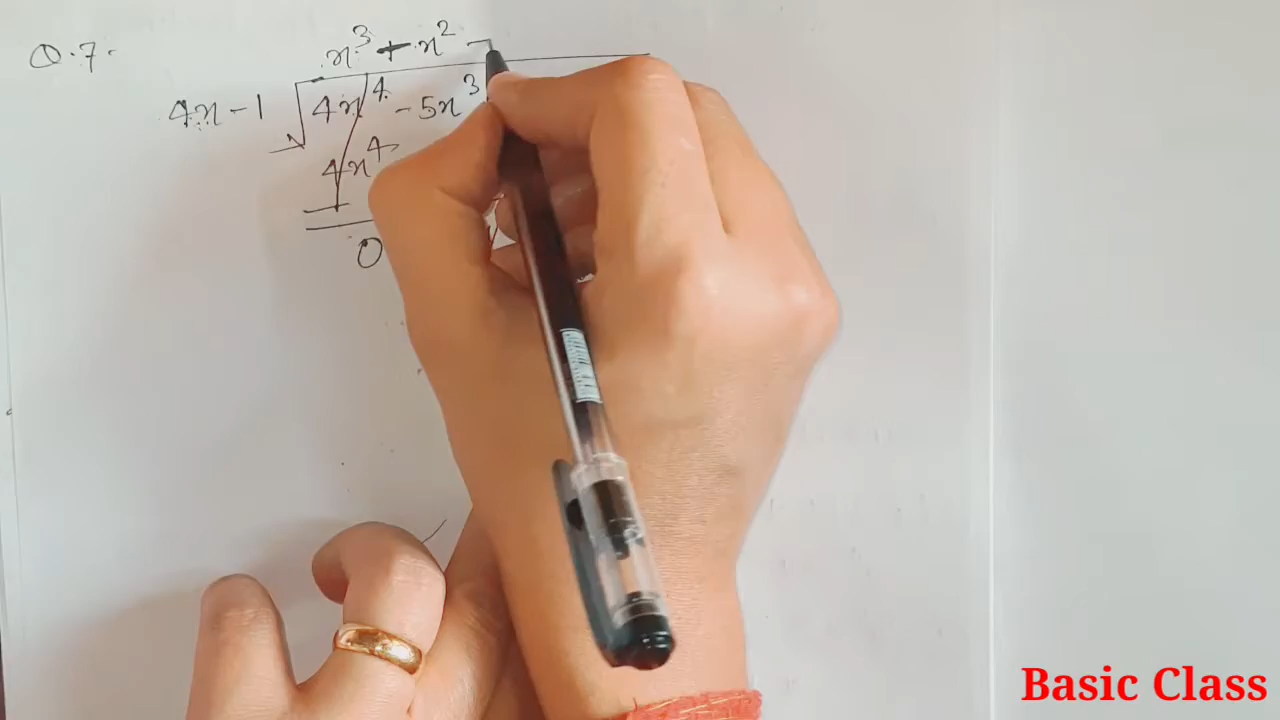 Q.7.
x³ + x² -
4x - 1 √ 4x⁴ - 5x³
4x⁴
0
Basic Class